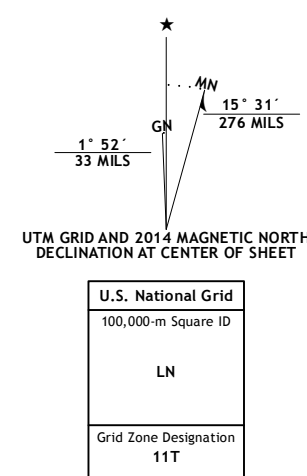 ★
MN
15° 31´
276 MILS
GN
1° 52´
33 MILS
UTM GRID AND 2014 MAGNETIC NORTH
DECLINATION AT CENTER OF SHEET
U.S. National Grid
100,000-m Square ID
LN
Grid Zone Designation
11T